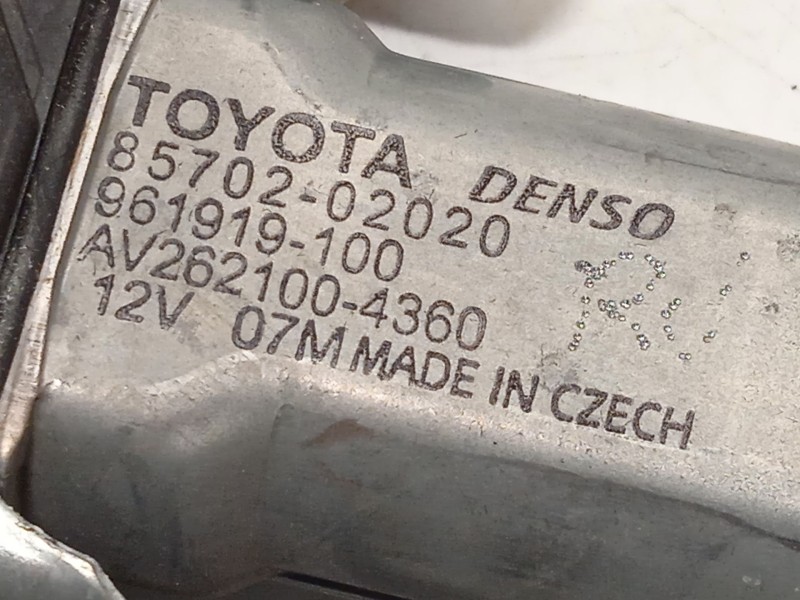 TOYOTA
DENSO
85702-02020
961919-100
AV262100-4360
12V 07M MADE IN CZECH